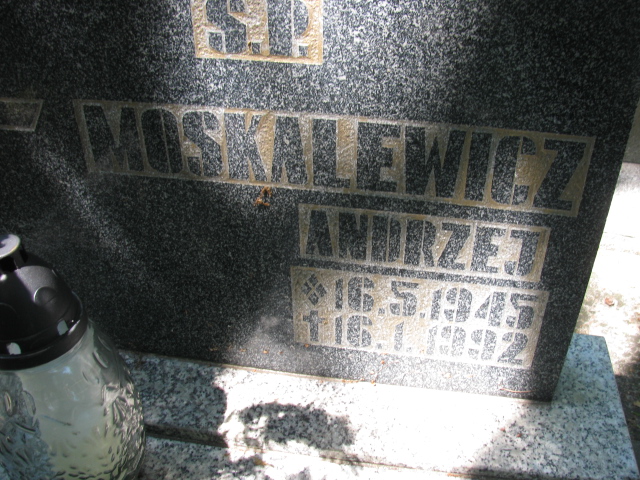 Ś.P.
MOSKALEWICZ
ANDRZEJ
16.5.1945
†16.1.1992